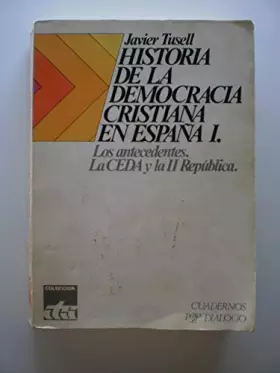 Javier Tusell
HISTORIA
DE LA
DEMOCRACIA
CRISTIANA
EN ESPAÑA I.
Los antecedentes.
La CEDA y la II República.
COLECCION
CUADERNOS
para DIALOGO